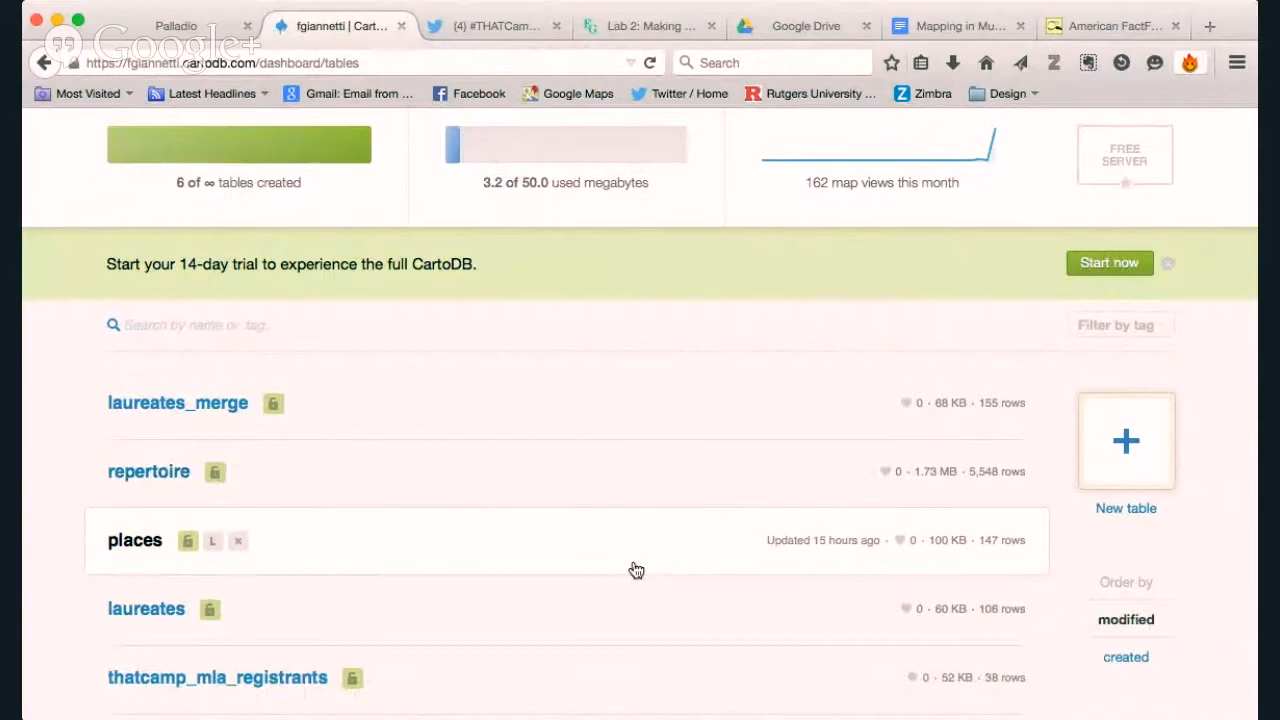 Palladio
fgiannetti | Cart...
(4) #THATCam...
Lab 2: Making ...
Google Drive
Mapping in Mu...
American FactF...
Google+
https://fgiannetti.cartodb.com/dashboard/tables
Search
Most Visited
Latest Headlines
Gmail: Email from ...
Facebook
Google Maps
Twitter / Home
Rutgers University ...
Zimbra
Design
6 of ∞ tables created
3.2 of 50.0 used megabytes
162 map views this month
FREE
SERVER
Start your 14-day trial to experience the full CartoDB.
Start now
Search by name or :tag:
Filter by tag
laureates_merge
0 · 68 KB · 155 rows
repertoire
0 · 1.73 MB · 5,548 rows
New table
places L
Updated 15 hours ago · 0 · 100 KB · 147 rows
Order by
laureates
0 · 60 KB · 106 rows
modified
created
thatcamp_mla_registrants
0 · 52 KB · 38 rows